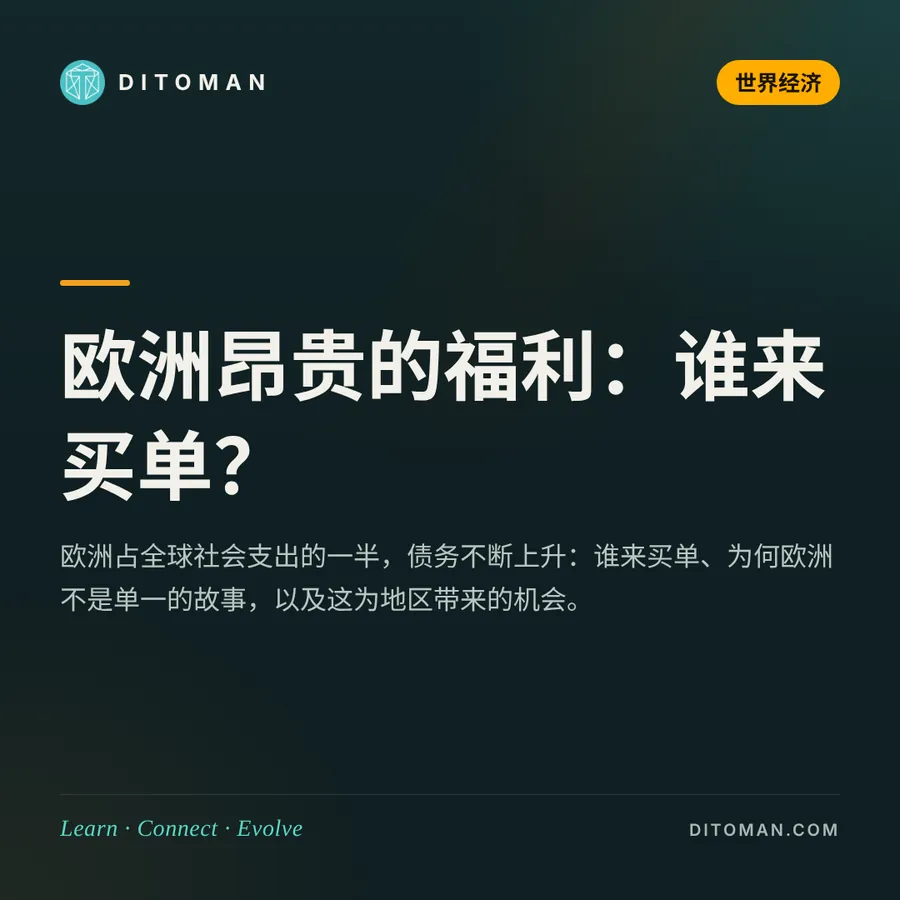 DITOMAN
世界经济
欧洲昂贵的福利：谁来
买单？
欧洲占全球社会支出的一半，债务不断上升：谁来买单、为何欧洲
不是单一的故事，以及这为地区带来的机会。
Learn · Connect · Evolve
DITOMAN.COM